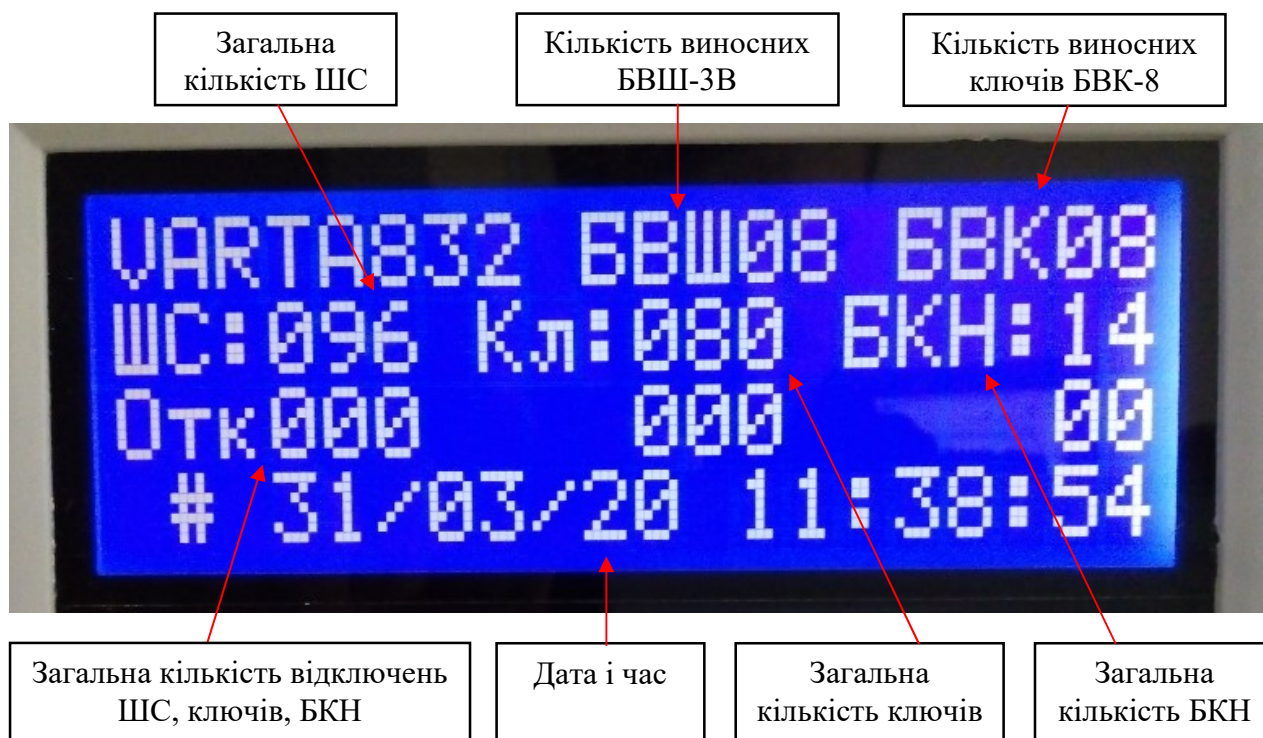 Загальна
кількість ШС
Кількість виносних
БВШ-3В
Кількість виносних
ключів БВК-8
VARTA832 БВШ08 БВК08
ШС:096 Кл:080 БКН:14
Отк000 000 00
# 31/03/20 11:38:54
Загальна кількість відключень
ШС, ключів, БКН
Дата і час
Загальна
кількість ключів
Загальна
кількість БКН